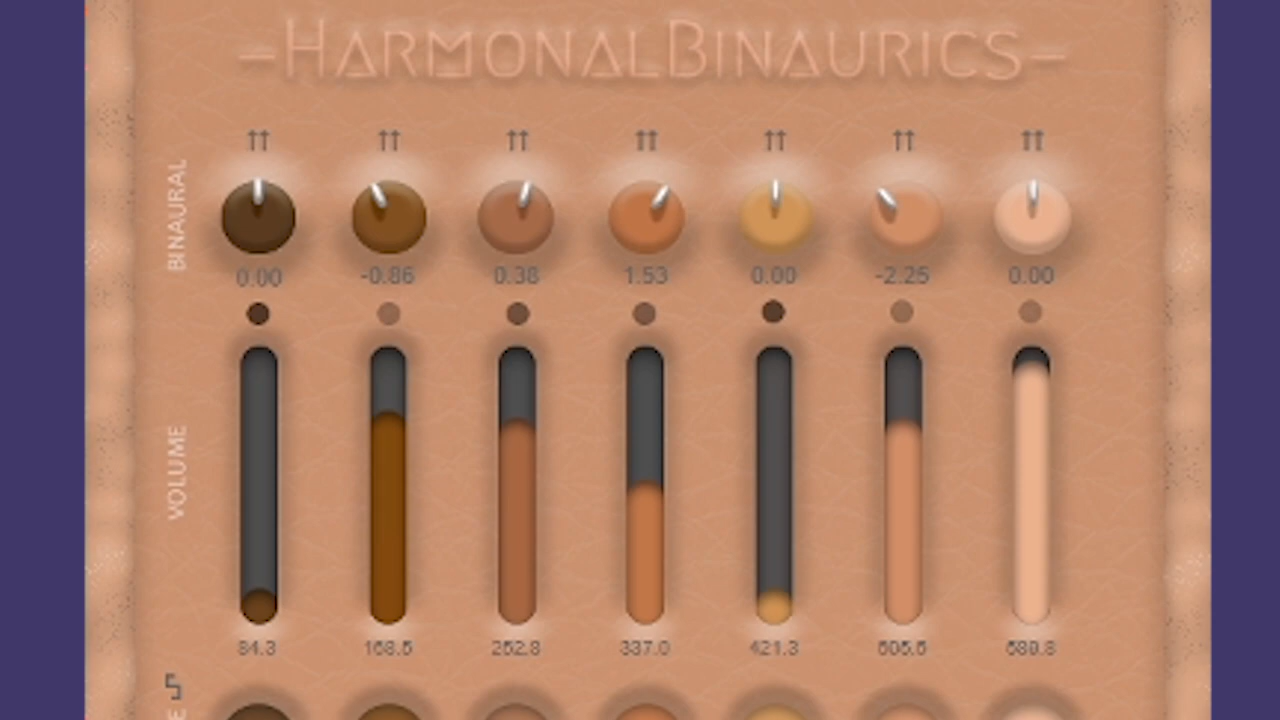 -HARMONALBINAURICS-
BINAURAL
0.00 -0.86 0.38 1.53 0.00 -2.25 0.00
VOLUME
84.3 168.5 252.8 337.0 421.3 505.5 589.8